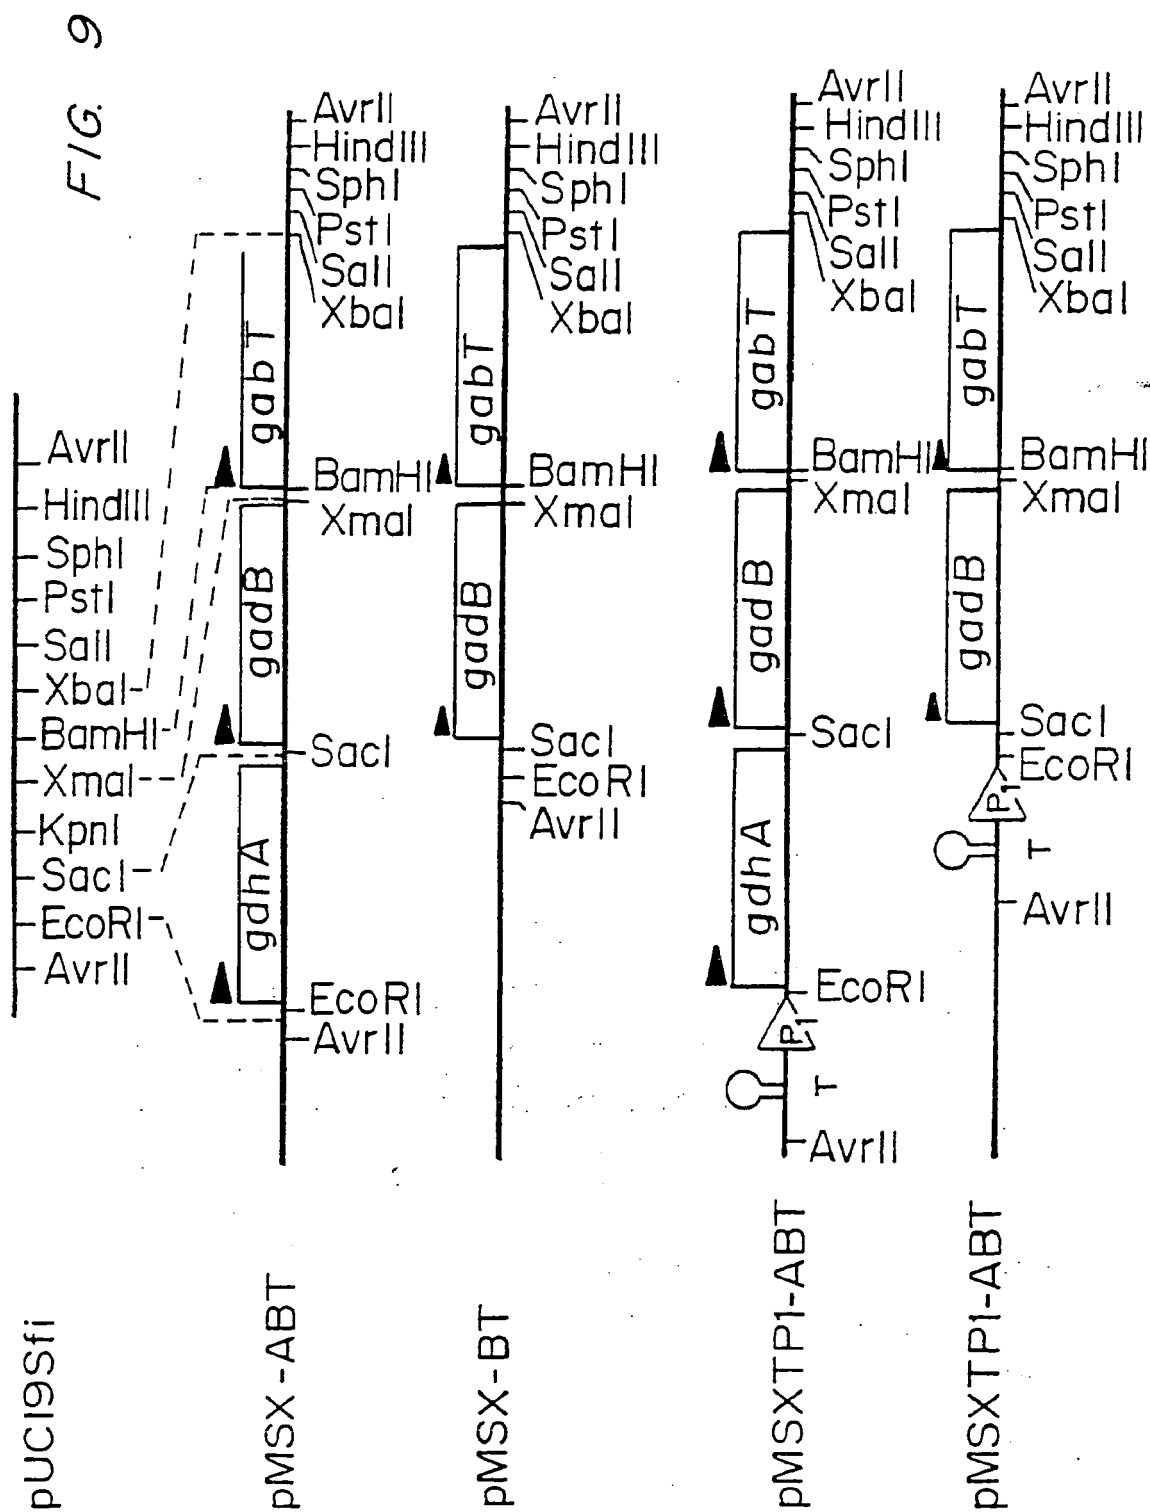 FIG. 9
pUC19Sfi
AvrII
EcoRI
SacI
KpnI
XmaI
BamHI
XbaI
SalI
PstI
SphI
HindIII
AvrII
pMSX-ABT
gdhA
gadB
gabT
AvrII
EcoRI
SacI
XmaI
BamHI
XbaI
SalI
PstI
SphI
HindIII
AvrII
pMSX-BT
gadB
gabT
AvrII
EcoRI
SacI
XmaI
BamHI
XbaI
SalI
PstI
SphI
HindIII
AvrII
pMSXTP1-ABT
gdhA
gadB
gabT
AvrII
T
P1
EcoRI
SacI
XmaI
BamHI
XbaI
SalI
PstI
SphI
HindIII
AvrII
pMSXTP1-ABT
gadB
gabT
AvrII
T
P1
EcoRI
SacI
XmaI
BamHI
XbaI
SalI
PstI
SphI
HindIII
AvrII